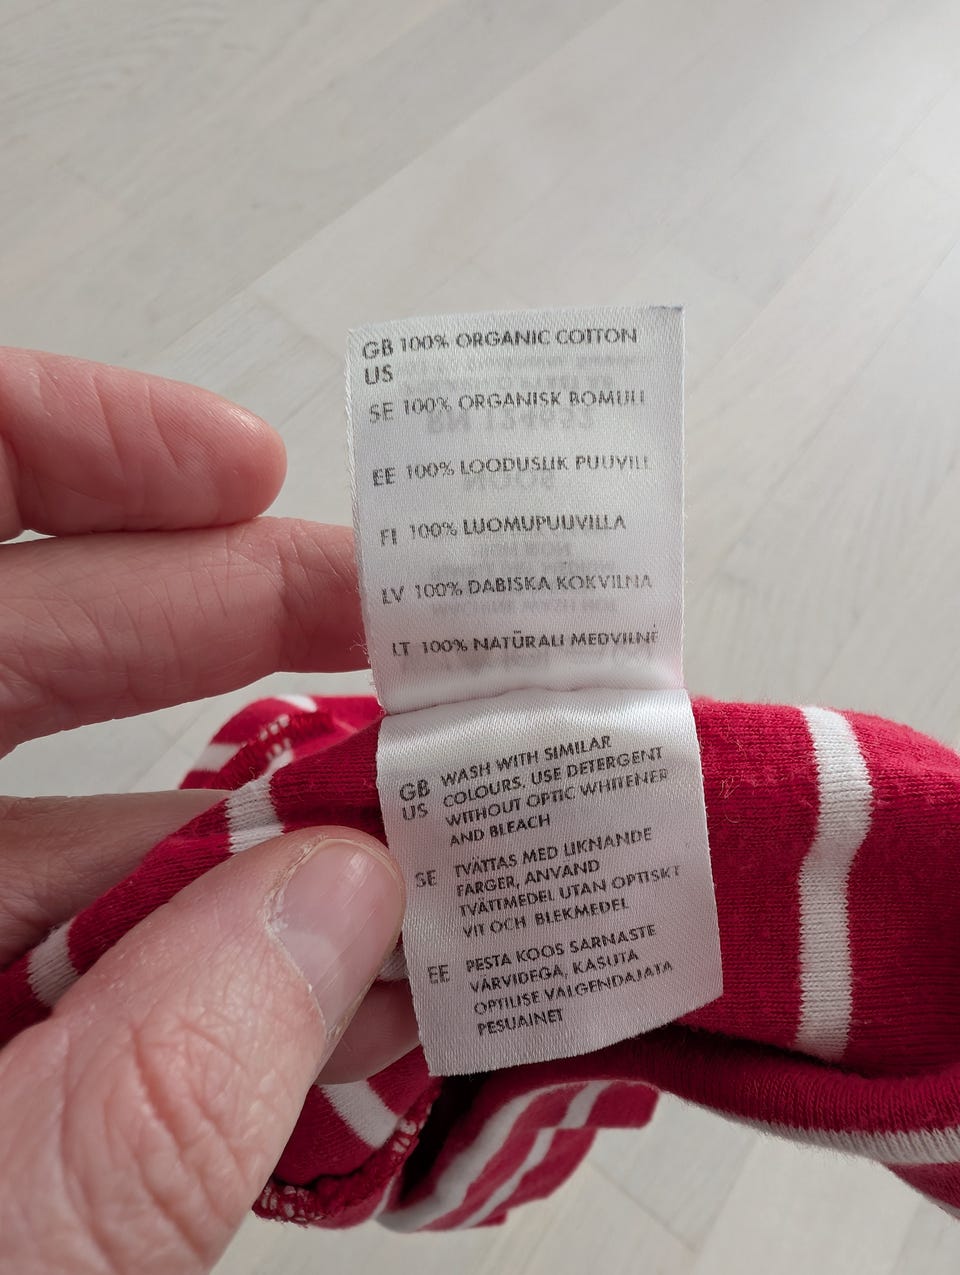 GB 100% ORGANIC COTTON
US
SE 100% ORGANISK BOMULL
EE 100% LOODUSLIK PUUVILL
FI 100% LUOMUPUUVILLA
LV 100% DABISKA KOKVILNA
LT 100% NATŪRALI MEDVILNĖ
GB WASH WITH SIMILAR
US COLOURS. USE DETERGENT
WITHOUT OPTIC WHITENER
AND BLEACH
SE TVÄTTAS MED LIKNANDE
FÄRGER, ANVÄND
TVÄTTMEDEL UTAN OPTISKT
VIT OCH BLEKMEDEL
EE PESTA KOOS SARNASTE
VÄRVIDEGA, KASUTA
OPTILISE VALGENDAJATA
PESUAINET
RN 124652